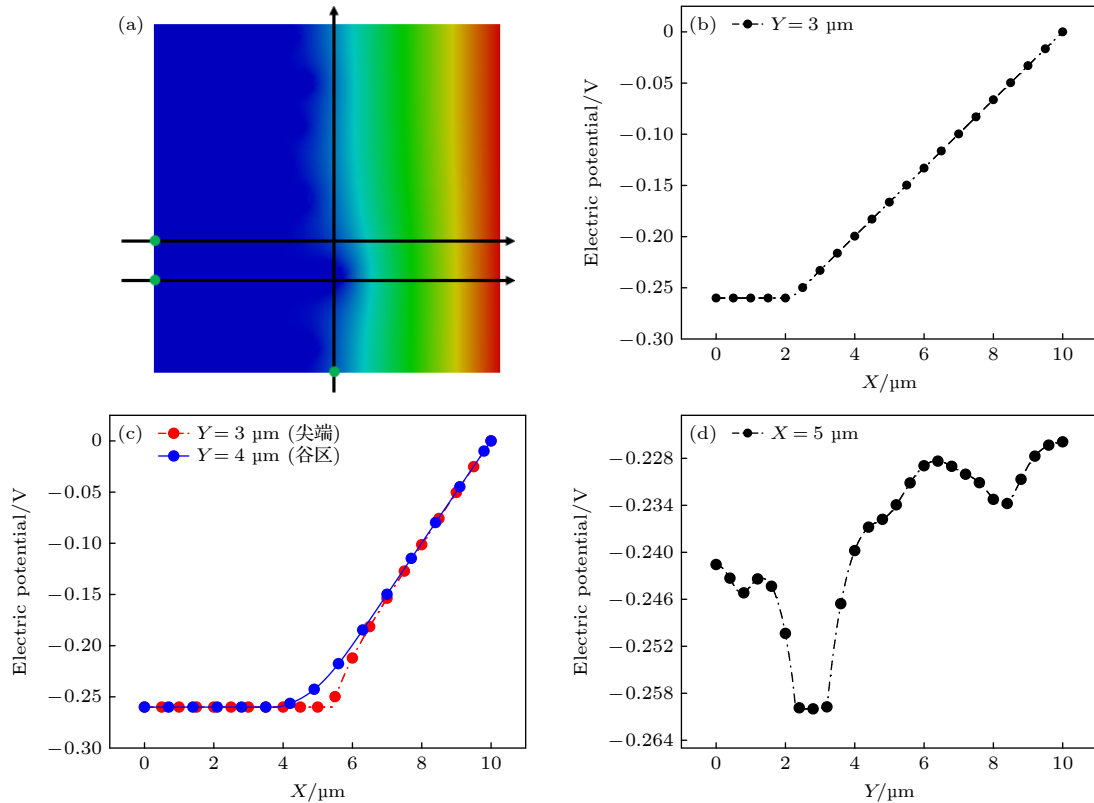 (a)
(b)
Y = 3 µm
0
−0.05
−0.10
−0.15
−0.20
−0.25
−0.30
Electric potential/V
0 2 4 6 8 10
X/µm
(c)
Y = 3 µm (尖端)
Y = 4 µm (谷区)
0
−0.05
−0.10
−0.15
−0.20
−0.25
−0.30
Electric potential/V
0 2 4 6 8 10
X/µm
(d)
X = 5 µm
−0.228
−0.234
−0.240
−0.246
−0.252
−0.258
−0.264
Electric potential/V
0 2 4 6 8 10
Y/µm